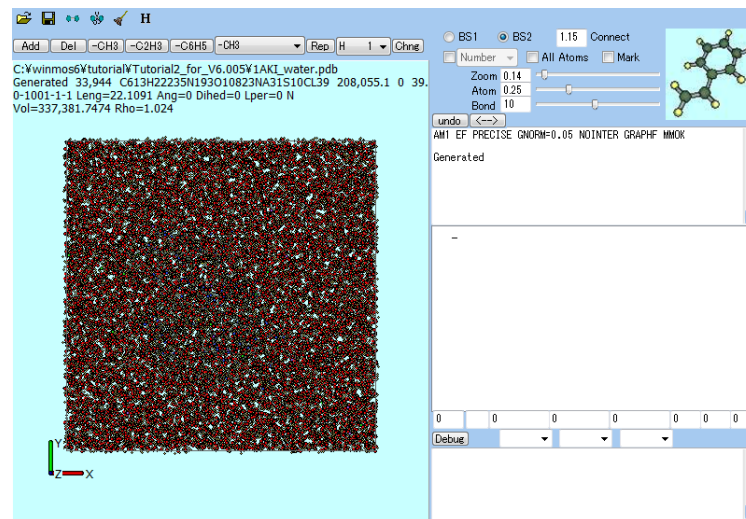 H
Add Del -CH3 -C2H3 -C6H5 -CH3 Rep H 1 Chng
BS1 BS2 1.15 Connect
Number All Atoms Mark
Zoom 0.14
Atom 0.25
Bond 10
undo <-->
C:¥winmos6¥tutorial¥Tutorial2_for_V6.005¥1AKI_water.pdb
Generated 33,944 C613H22235N193O10823NA31S10CL39 208,055.1 0 39.
0-1001-1-1 Leng=22.1091 Ang=0 Dihed=0 Lper=0 N
Vol=337,381.7474 Rho=1.024
AM1 EF PRECISE GNORM=0.05 NOINTER GRAPHF MMOK
Generated
Y
Z X
0 0 0 0 0 0 0
Debug